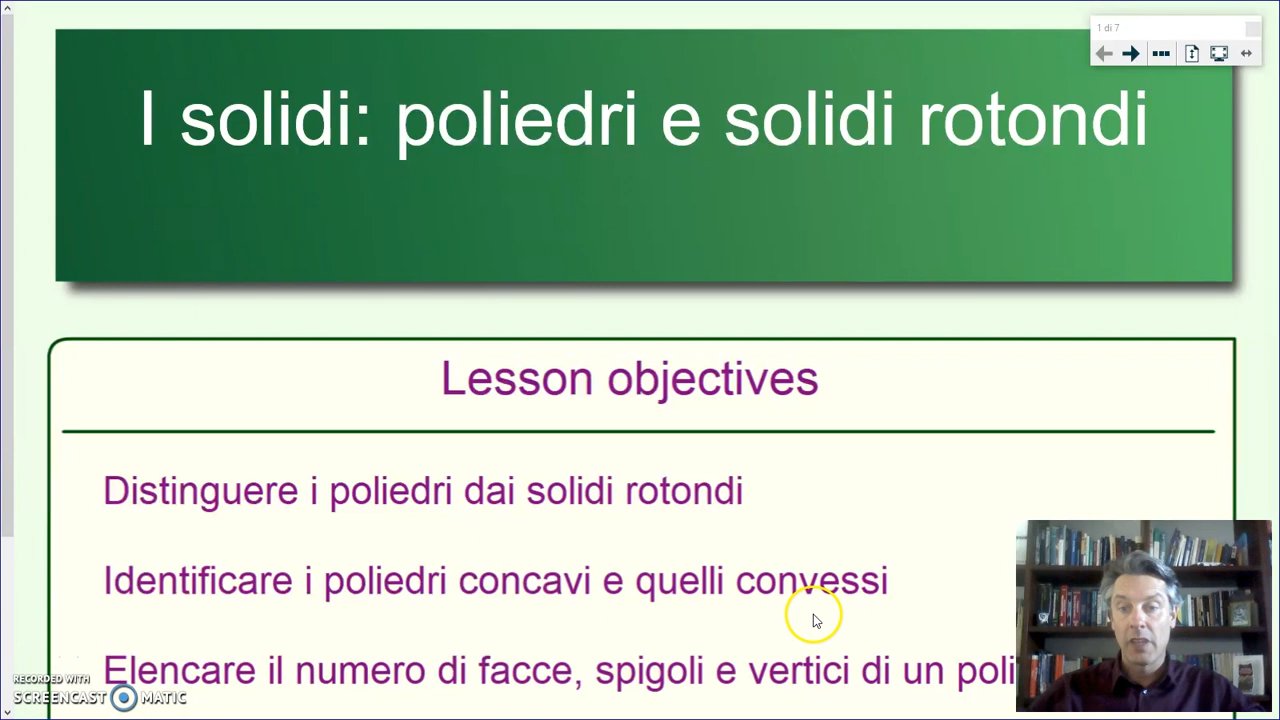 1 di 7
I solidi: poliedri e solidi rotondi
Lesson objectives
Distinguere i poliedri dai solidi rotondi
Identificare i poliedri concavi e quelli convessi
Elencare il numero di facce, spigoli e vertici di un poli
RECORDED WITH
SCREENCAST MATIC